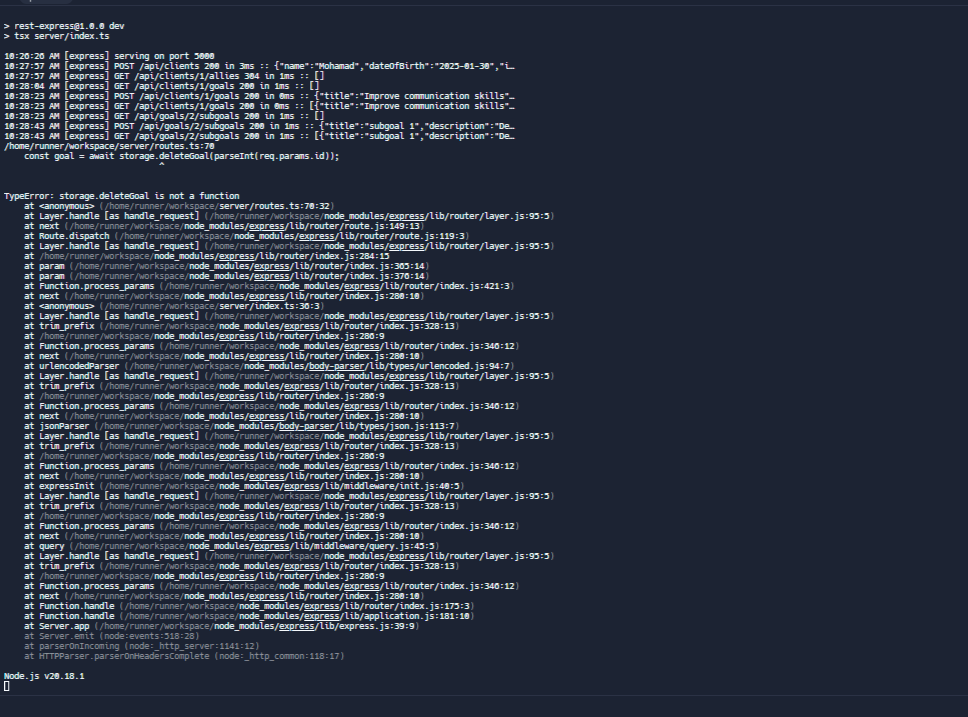 > rest-express@1.0.0 dev
> tsx server/index.ts
10:26:26 AM [express] serving on port 5000
10:27:57 AM [express] POST /api/clients 200 in 3ms :: {"name":"Mohamad","dateOfBirth":"2025-01-30","i…
10:27:57 AM [express] GET /api/clients/1/allies 304 in 1ms :: []
10:28:04 AM [express] GET /api/clients/1/goals 200 in 1ms :: []
10:28:23 AM [express] POST /api/clients/1/goals 200 in 0ms :: {"title":"Improve communication skills"…
10:28:23 AM [express] GET /api/clients/1/goals 200 in 0ms :: [{"title":"Improve communication skills"…
10:28:23 AM [express] GET /api/goals/2/subgoals 200 in 1ms :: []
10:28:43 AM [express] POST /api/goals/2/subgoals 200 in 1ms :: {"title":"subgoal 1","description":"De…
10:28:43 AM [express] GET /api/goals/2/subgoals 200 in 1ms :: [{"title":"subgoal 1","description":"De…
/home/runner/workspace/server/routes.ts:70
const goal = await storage.deleteGoal(parseInt(req.params.id));
^
TypeError: storage.deleteGoal is not a function
at <anonymous> (/home/runner/workspace/server/routes.ts:70:32)
at Layer.handle [as handle_request] (/home/runner/workspace/node_modules/express/lib/router/layer.js:95:5)
at next (/home/runner/workspace/node_modules/express/lib/router/route.js:149:13)
at Route.dispatch (/home/runner/workspace/node_modules/express/lib/router/route.js:119:3)
at Layer.handle [as handle_request] (/home/runner/workspace/node_modules/express/lib/router/layer.js:95:5)
at /home/runner/workspace/node_modules/express/lib/router/index.js:284:15
at param (/home/runner/workspace/node_modules/express/lib/router/index.js:365:14)
at param (/home/runner/workspace/node_modules/express/lib/router/index.js:376:14)
at Function.process_params (/home/runner/workspace/node_modules/express/lib/router/index.js:421:3)
at next (/home/runner/workspace/node_modules/express/lib/router/index.js:280:10)
at <anonymous> (/home/runner/workspace/server/index.ts:36:3)
at Layer.handle [as handle_request] (/home/runner/workspace/node_modules/express/lib/router/layer.js:95:5)
at trim_prefix (/home/runner/workspace/node_modules/express/lib/router/index.js:328:13)
at /home/runner/workspace/node_modules/express/lib/router/index.js:286:9
at Function.process_params (/home/runner/workspace/node_modules/express/lib/router/index.js:346:12)
at next (/home/runner/workspace/node_modules/express/lib/router/index.js:280:10)
at urlencodedParser (/home/runner/workspace/node_modules/body-parser/lib/types/urlencoded.js:94:7)
at Layer.handle [as handle_request] (/home/runner/workspace/node_modules/express/lib/router/layer.js:95:5)
at trim_prefix (/home/runner/workspace/node_modules/express/lib/router/index.js:328:13)
at /home/runner/workspace/node_modules/express/lib/router/index.js:286:9
at Function.process_params (/home/runner/workspace/node_modules/express/lib/router/index.js:346:12)
at next (/home/runner/workspace/node_modules/express/lib/router/index.js:280:10)
at jsonParser (/home/runner/workspace/node_modules/body-parser/lib/types/json.js:113:7)
at Layer.handle [as handle_request] (/home/runner/workspace/node_modules/express/lib/router/layer.js:95:5)
at trim_prefix (/home/runner/workspace/node_modules/express/lib/router/index.js:328:13)
at /home/runner/workspace/node_modules/express/lib/router/index.js:286:9
at Function.process_params (/home/runner/workspace/node_modules/express/lib/router/index.js:346:12)
at next (/home/runner/workspace/node_modules/express/lib/router/index.js:280:10)
at expressInit (/home/runner/workspace/node_modules/express/lib/middleware/init.js:40:5)
at Layer.handle [as handle_request] (/home/runner/workspace/node_modules/express/lib/router/layer.js:95:5)
at trim_prefix (/home/runner/workspace/node_modules/express/lib/router/index.js:328:13)
at /home/runner/workspace/node_modules/express/lib/router/index.js:286:9
at Function.process_params (/home/runner/workspace/node_modules/express/lib/router/index.js:346:12)
at next (/home/runner/workspace/node_modules/express/lib/router/index.js:280:10)
at query (/home/runner/workspace/node_modules/express/lib/middleware/query.js:45:5)
at Layer.handle [as handle_request] (/home/runner/workspace/node_modules/express/lib/router/layer.js:95:5)
at trim_prefix (/home/runner/workspace/node_modules/express/lib/router/index.js:328:13)
at /home/runner/workspace/node_modules/express/lib/router/index.js:286:9
at Function.process_params (/home/runner/workspace/node_modules/express/lib/router/index.js:346:12)
at next (/home/runner/workspace/node_modules/express/lib/router/index.js:280:10)
at Function.handle (/home/runner/workspace/node_modules/express/lib/router/index.js:175:3)
at Function.handle (/home/runner/workspace/node_modules/express/lib/application.js:181:10)
at Server.app (/home/runner/workspace/node_modules/express/lib/express.js:39:9)
at Server.emit (node:events:518:28)
at parserOnIncoming (node:_http_server:1141:12)
at HTTPParser.parserOnHeadersComplete (node:_http_common:118:17)
Node.js v20.18.1